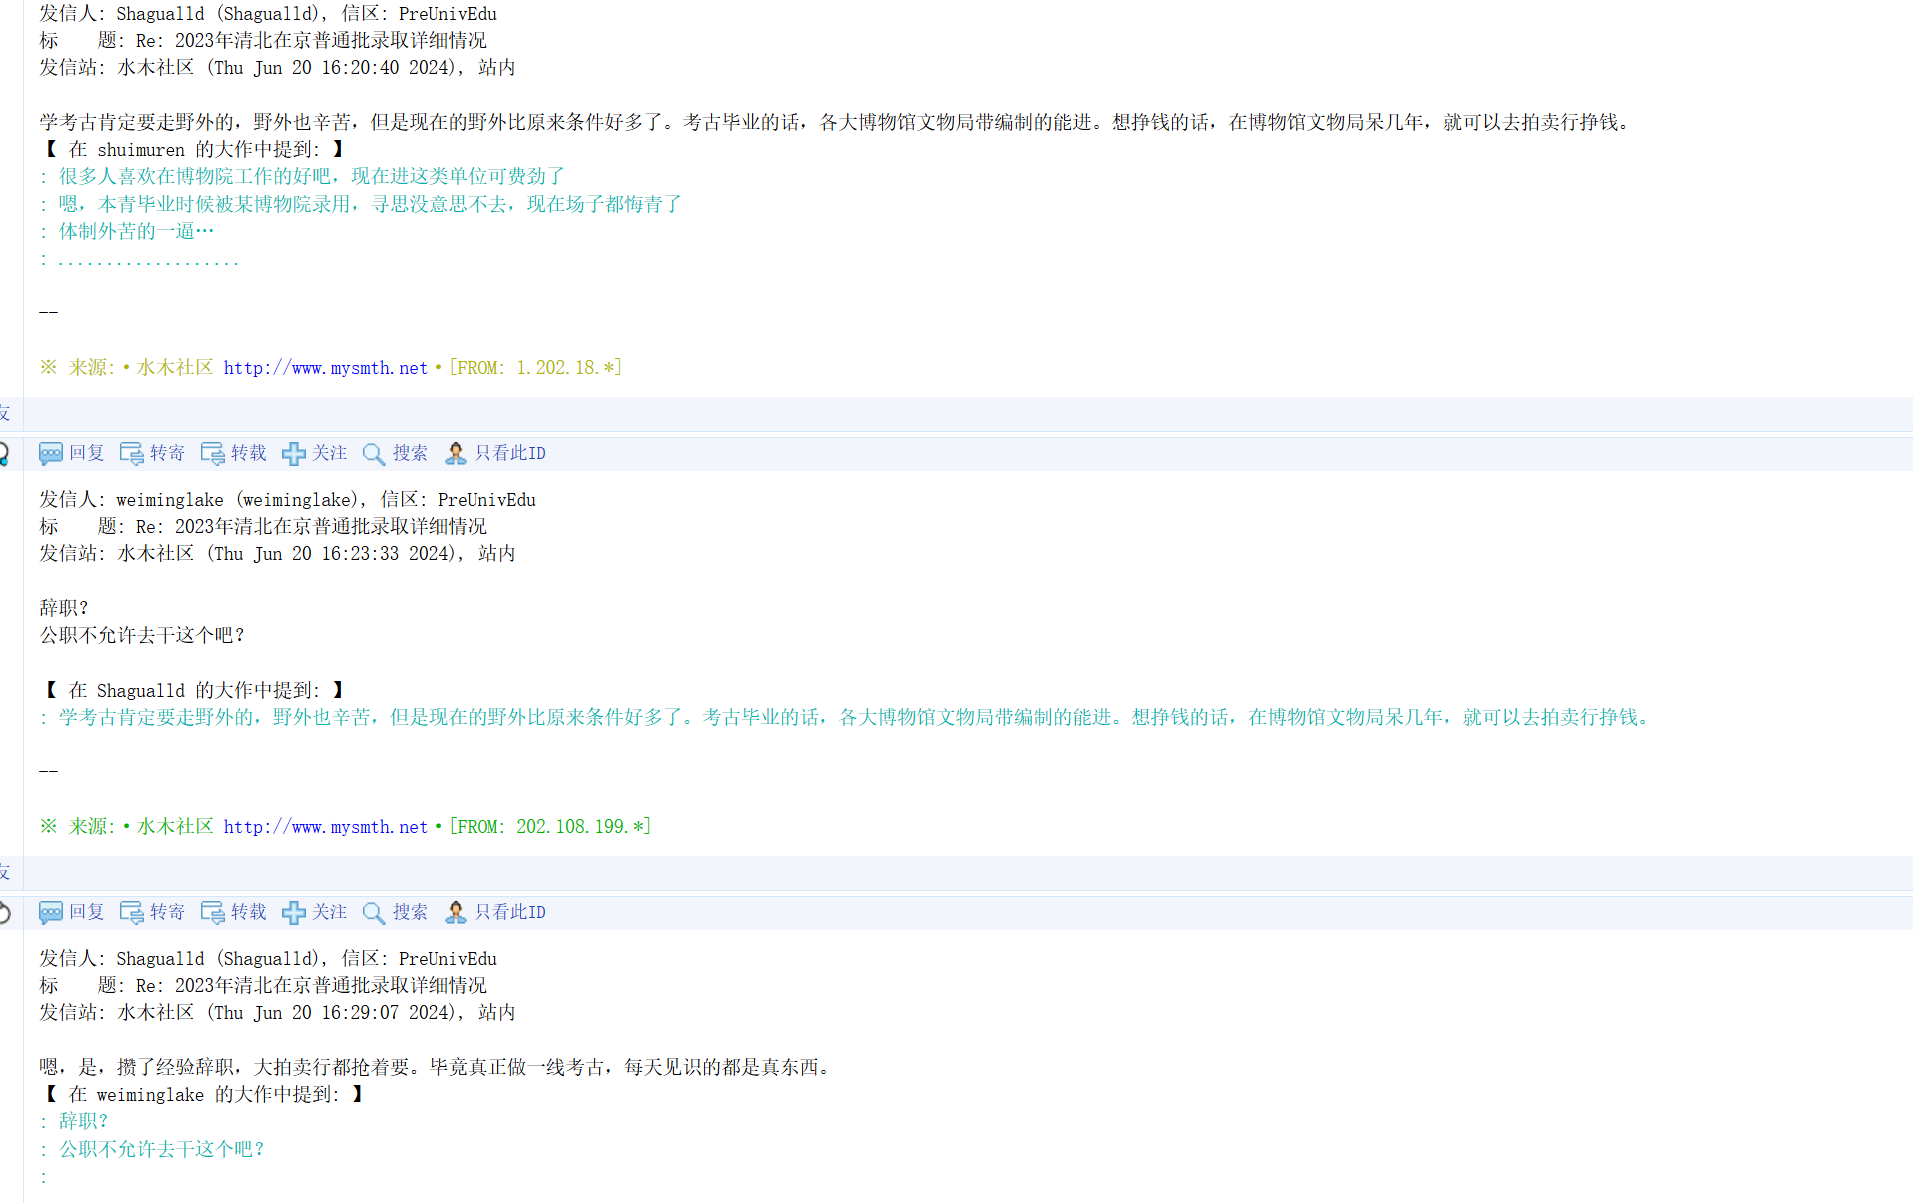 发信人: Shagualld (Shagualld), 信区: PreUnivEdu
标    题: Re: 2023年清北在京普通批录取详细情况
发信站: 水木社区 (Thu Jun 20 16:20:40 2024), 站内
学考古肯定要走野外的，野外也辛苦，但是现在的野外比原来条件好多了。考古毕业的话，各大博物馆文物局带编制的能进。想挣钱的话，在博物馆文物局呆几年，就可以去拍卖行挣钱。
【 在 shuimuren 的大作中提到: 】
: 很多人喜欢在博物院工作的好吧，现在进这类单位可费劲了
: 嗯，本青毕业时候被某博物院录用，寻思没意思不去，现在场子都悔青了
: 体制外苦的一逼…
: ...................
--
※ 来源:·水木社区 http://www.mysmth.net·[FROM: 1.202.18.*]
友
回复 转寄 转载 关注 搜索 只看此ID
发信人: weiminglake (weiminglake), 信区: PreUnivEdu
标    题: Re: 2023年清北在京普通批录取详细情况
发信站: 水木社区 (Thu Jun 20 16:23:33 2024), 站内
辞职？
公职不允许去干这个吧？
【 在 Shagualld 的大作中提到: 】
: 学考古肯定要走野外的，野外也辛苦，但是现在的野外比原来条件好多了。考古毕业的话，各大博物馆文物局带编制的能进。想挣钱的话，在博物馆文物局呆几年，就可以去拍卖行挣钱。
--
※ 来源:·水木社区 http://www.mysmth.net·[FROM: 202.108.199.*]
友
回复 转寄 转载 关注 搜索 只看此ID
发信人: Shagualld (Shagualld), 信区: PreUnivEdu
标    题: Re: 2023年清北在京普通批录取详细情况
发信站: 水木社区 (Thu Jun 20 16:29:07 2024), 站内
嗯，是，攒了经验辞职，大拍卖行都抢着要。毕竟真正做一线考古，每天见识的都是真东西。
【 在 weiminglake 的大作中提到: 】
: 辞职？
: 公职不允许去干这个吧？
: